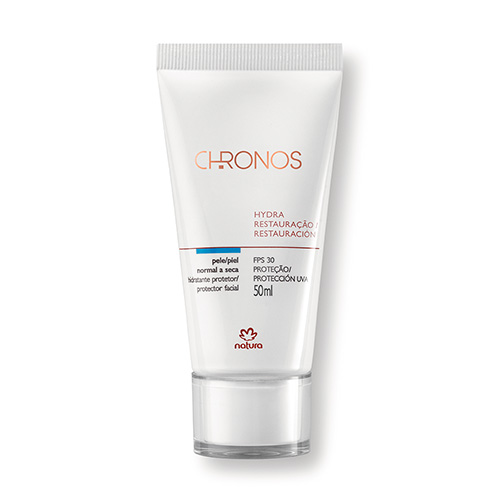 CHRONOS
HYDRA
RESTAURAÇÃO/
RESTAURACIÓN
pele/piel
normal a seca
hidratante protetor/
protector facial
FPS 30
PROTEÇÃO/
PROTECCIÓN UVA
50ml
natura